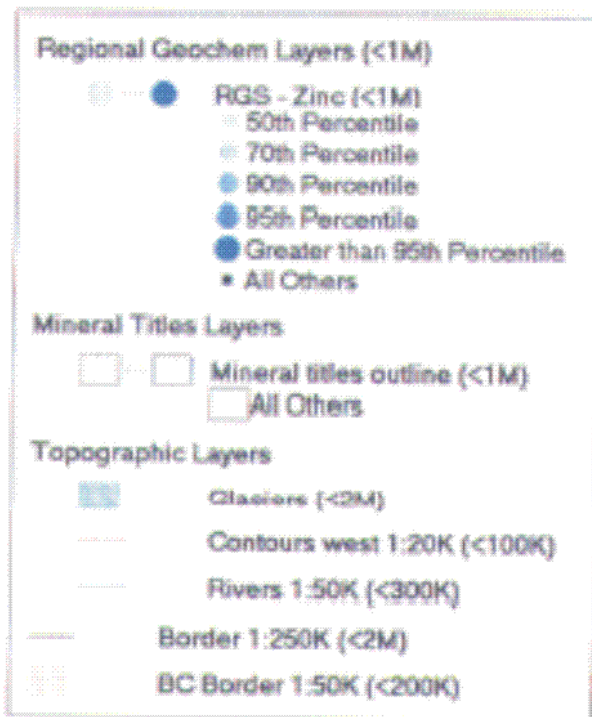 Regional Geochem Layers (<1M)
RGS - Zinc (<1M)
50th Percentile
70th Percentile
90th Percentile
95th Percentile
Greater than 95th Percentile
All Others
Mineral Titles Layers
Mineral titles outline (<1M)
All Others
Topographic Layers
Glaciers (<2M)
Contours west 1:20K (<100K)
Rivers 1:50K (<300K)
Border 1:250K (<2M)
BC Border 1:50K (<200K)